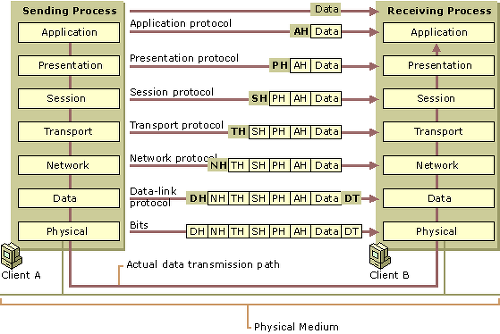 Sending Process
Data
Receiving Process
Application
Application protocol
AH Data
Application
Presentation
Presentation protocol
PH AH Data
Presentation
Session
Session protocol
SH PH AH Data
Session
Transport
Transport protocol
TH SH PH AH Data
Transport
Network
Network protocol
NH TH SH PH AH Data
Network
Data
Data-link
protocol
DH NH TH SH PH AH Data DT
Data
Physical
Bits
DH NH TH SH PH AH Data DT
Physical
Client A
Actual data transmission path
Client B
Physical Medium